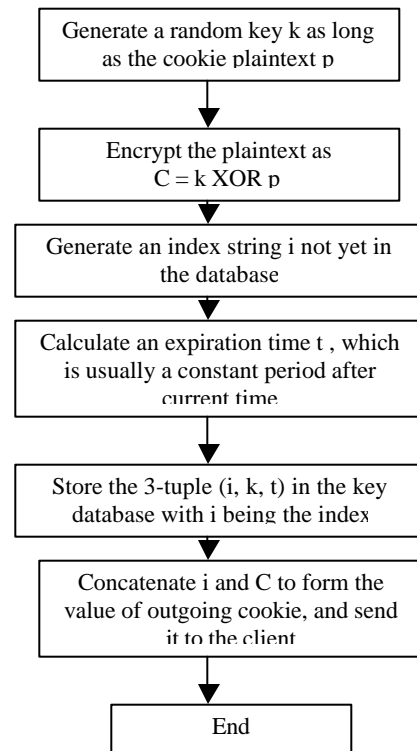 Generate a random key k as long
as the cookie plaintext p
Encrypt the plaintext as
C = k XOR p
Generate an index string i not yet in
the database
Calculate an expiration time t , which
is usually a constant period after
current time
Store the 3-tuple (i, k, t) in the key
database with i being the index
Concatenate i and C to form the
value of outgoing cookie, and send
it to the client
End